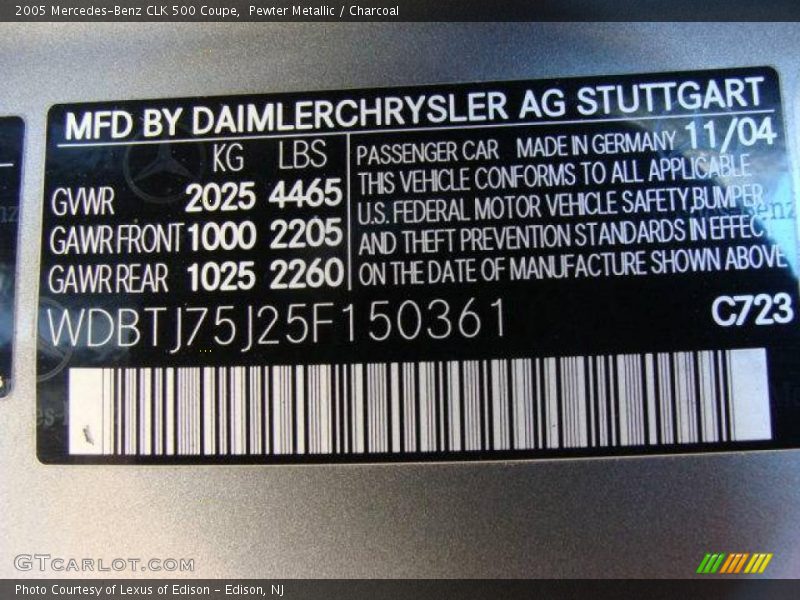 2005 Mercedes-Benz CLK 500 Coupe, Pewter Metallic / Charcoal
MFD BY DAIMLERCHRYSLER AG STUTTGART
KG LBS
GVWR 2025 4465
GAWR FRONT 1000 2205
GAWR REAR 1025 2260
PASSENGER CAR MADE IN GERMANY 11/04
THIS VEHICLE CONFORMS TO ALL APPLICABLE
U.S. FEDERAL MOTOR VEHICLE SAFETY,BUMPER
AND THEFT PREVENTION STANDARDS IN EFFECT
ON THE DATE OF MANUFACTURE SHOWN ABOVE
WDBTJ75J25F150361
C723
GTCARLOT.COM
Photo Courtesy of Lexus of Edison - Edison, NJ